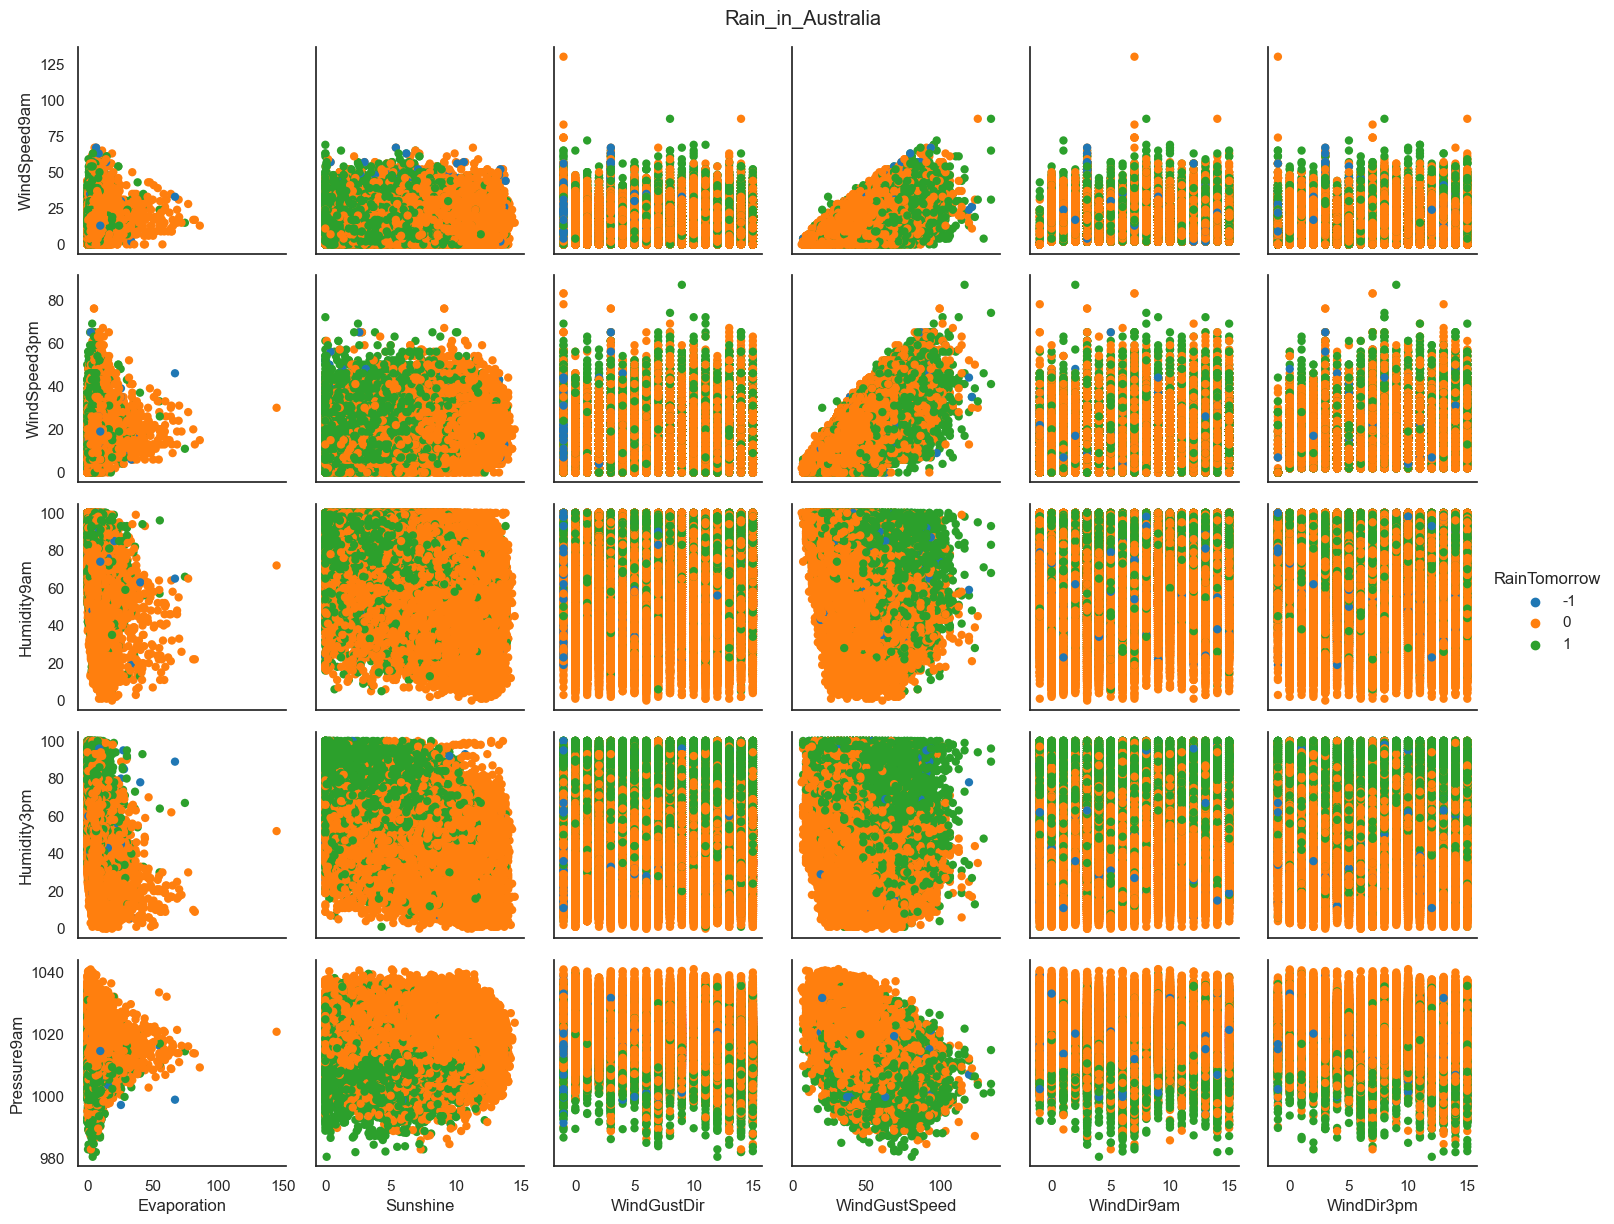 Rain_in_Australia
WindSpeed9am
125
100
75
50
25
0
WindSpeed3pm
80
60
40
20
0
Humidity9am
100
80
60
40
20
0
Humidity3pm
100
80
60
40
20
0
Pressure9am
1040
1020
1000
980
0 50 100 150
Evaporation
0 5 10 15
Sunshine
0 5 10 15
WindGustDir
0 50 100
WindGustSpeed
0 5 10 15
WindDir9am
0 5 10 15
WindDir3pm
RainTomorrow
-1
0
1